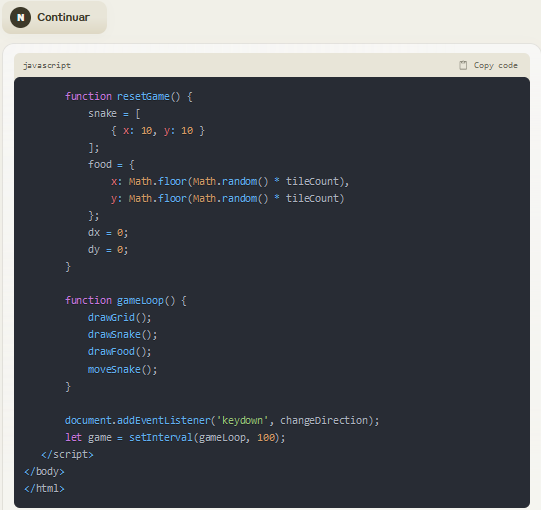 N Continuar
javascript Copy code
function resetGame() {
snake = [
{ x: 10, y: 10 }
];
food = {
x: Math.floor(Math.random() * tileCount),
y: Math.floor(Math.random() * tileCount)
};
dx = 0;
dy = 0;
}
function gameLoop() {
drawGrid();
drawSnake();
drawFood();
moveSnake();
}
document.addEventListener('keydown', changeDirection);
let game = setInterval(gameLoop, 100);
</script>
</body>
</html>